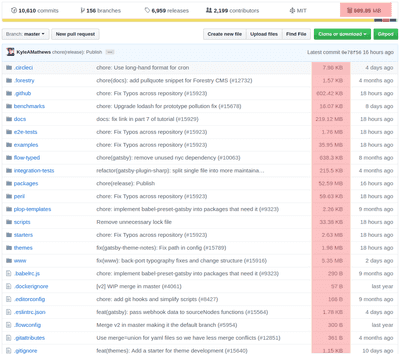 10,610 commits 156 branches 6,959 releases 2,199 contributors MIT 589.85 MB
Branch: master New pull request Create new file Upload files Find File Clone or download Gitpod
KyleAMathews chore(release): Publish Latest commit 16 hours ago
.circleci chore: Use long-hand format for cron 7.98 KB 4 days ago
.forestry chore(docs): add pullquote snippet for Forestry CMS (#12732) 1.57 KB 4 months ago
.github chore: Fix Typos across repository (#15923) 602.42 KB 18 hours ago
benchmarks chore: Upgrade lodash for prototype pollution fix (#15678) 18.07 KB 8 days ago
docs docs: fix link in part 7 of tutorial (#15929) 219.12 MB 16 hours ago
e2e-tests chore: Fix Typos across repository (#15923) 1.76 MB 18 hours ago
examples chore: Fix Typos across repository (#15923) 35.95 MB 18 hours ago
flow-typed chore(gatsby): remove unused nyc dependency (#10063) 638.3 KB 8 months ago
integration-tests refactor(gatsby-plugin-sharp): split single file into more maintaina… 215.5 KB 4 months ago
packages chore(release): Publish 52.59 MB 16 hours ago
peril chore: Fix Typos across repository (#15923) 58.63 KB 18 hours ago
plop-templates chore: implement babel-preset-gatsby into packages that need it (#9323) 3.39 KB 9 months ago
scripts Remove unnecessary lock file 33.39 KB 18 hours ago
starters chore: Fix Typos across repository (#15923) 2.63 MB 18 hours ago
themes fix(gatsby-theme-notes): Fix path in config (#15789) 1.98 MB 18 hours ago
www fix(www): back port typography fixes and change structure (#15916) 3.35 MB 2 days ago
.babelrc.js chore: implement babel-preset-gatsby into packages that need it (#9323) 290 B 9 months ago
.dockerignore [v2] WIP merge in master (#4061) 57 B last year
.editorconfig chore: add git hooks and simplify scripts (#8427) 168 B 9 months ago
.eslintrc.json feat(gatsby): pass webhook data to sourceNodes function (#15564) 1.78 KB 4 days ago
.flowconfig Merge v2 in master making it the default branch (#5954) 300 B last year
.gitattributes Use merge=union for yaml files so we have less merge conflicts (#12851) 381 B 4 months ago
.gitignore feat(themes): Add a starter for theme development (#15640) 1.15 KB 10 days ago